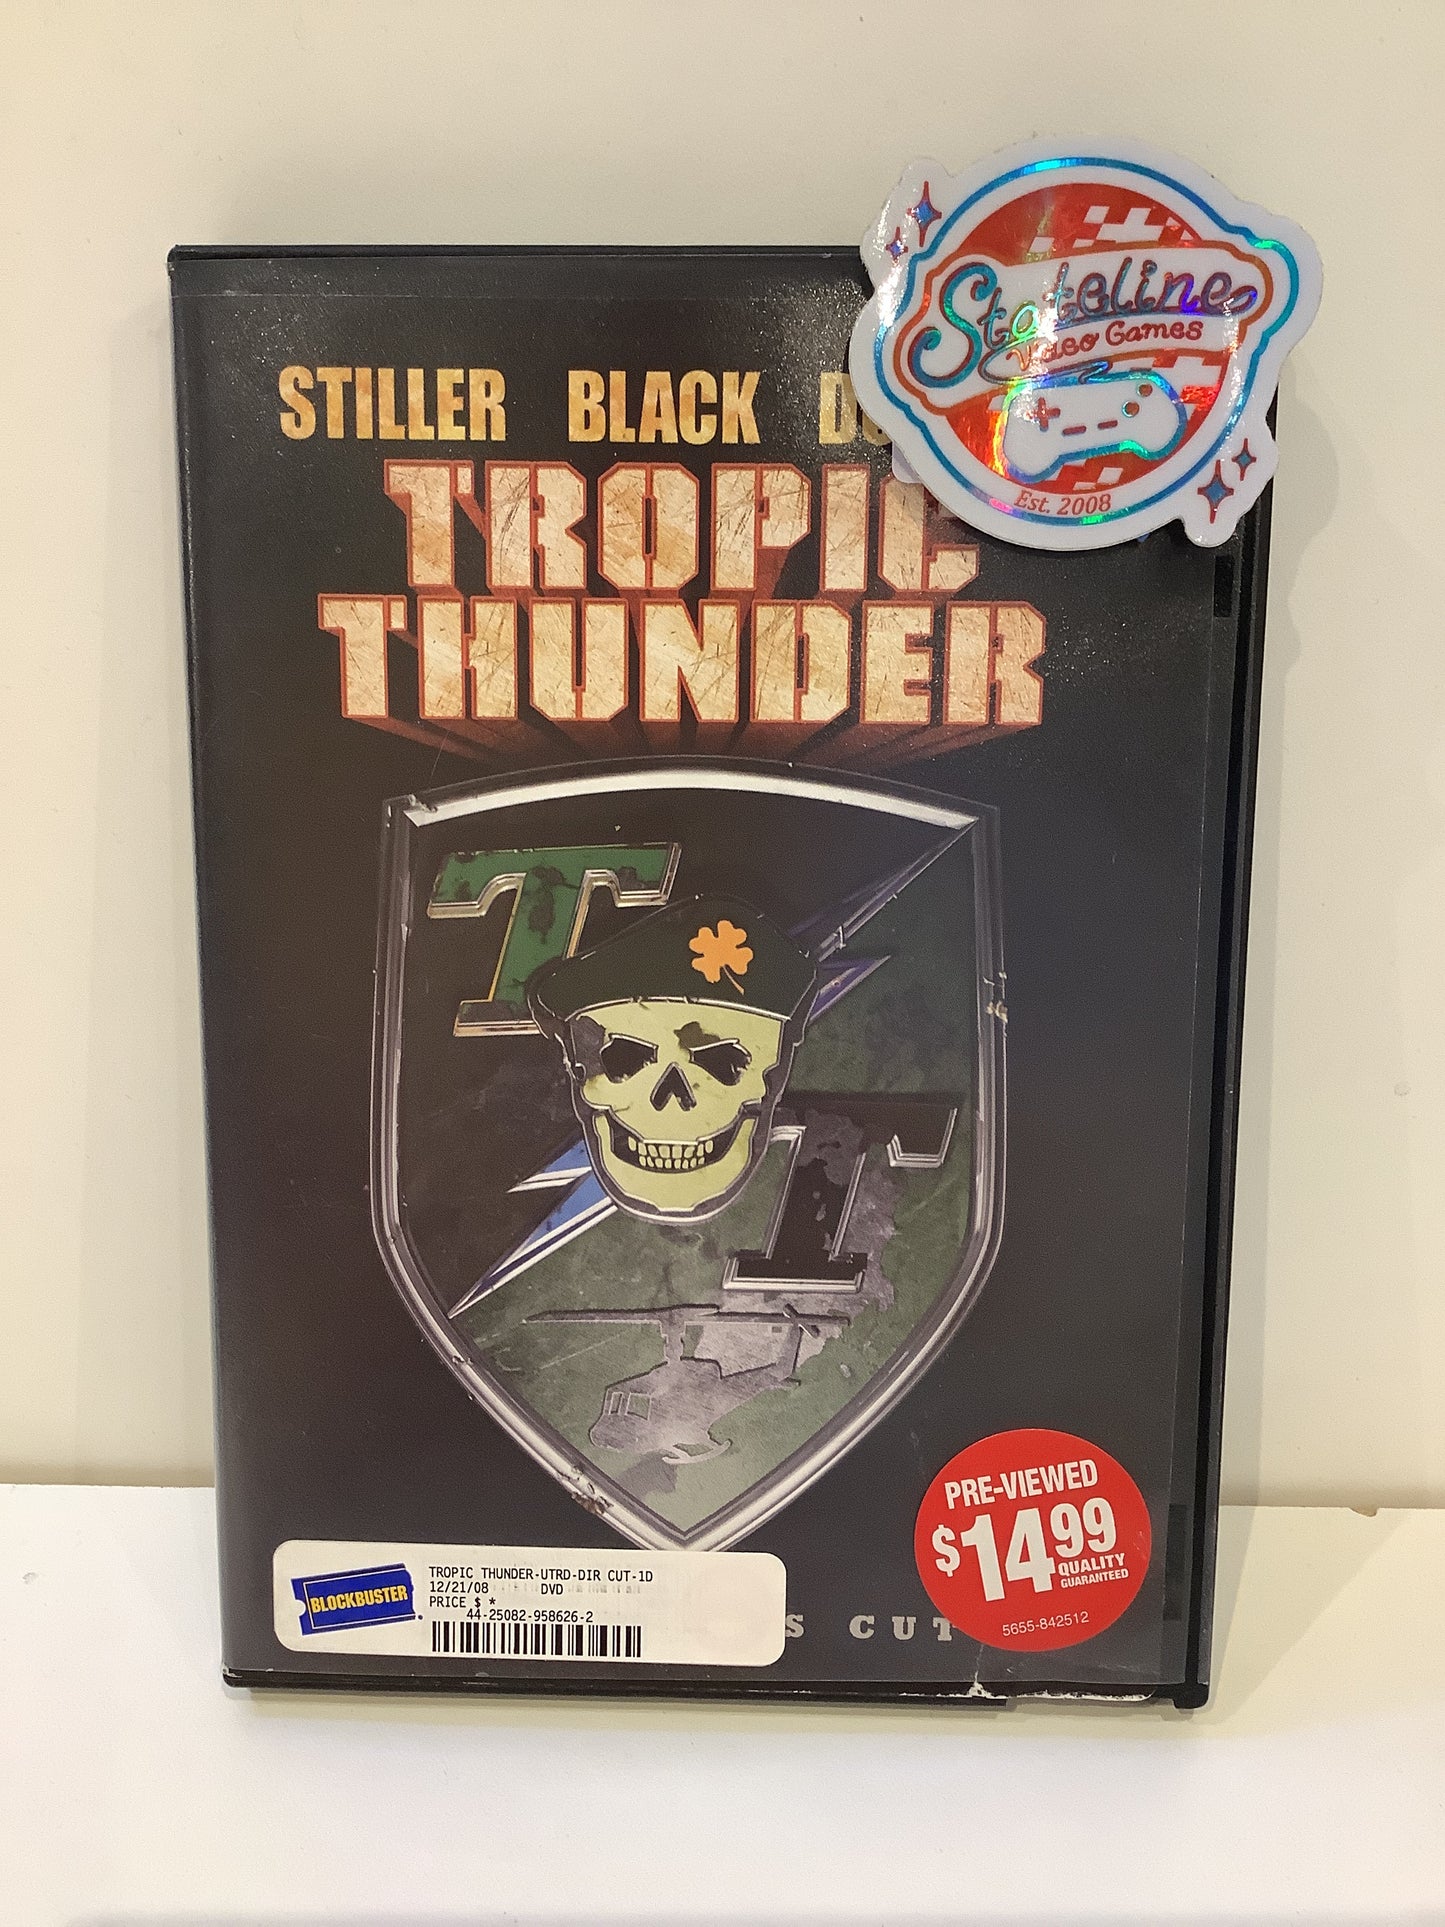 Stateline
Video Games
Est. 2008
STILLER BLACK
TROPIC
THUNDER
T
T
PRE-VIEWED
$14.99
QUALITY
GUARANTEED
5655-842512
BLOCKBUSTER
TROPIC THUNDER-UTRD-DIR CUT-1D
12/21/08 DVD
PRICE $ *
44-25082-958626-2
S CUT